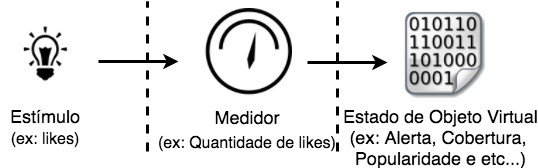 010110
110011
101000
0001
Estímulo
(ex: likes)
Medidor
(ex: Quantidade de likes)
Estado de Objeto Virtual
(ex: Alerta, Cobertura,
Popularidade e etc...)